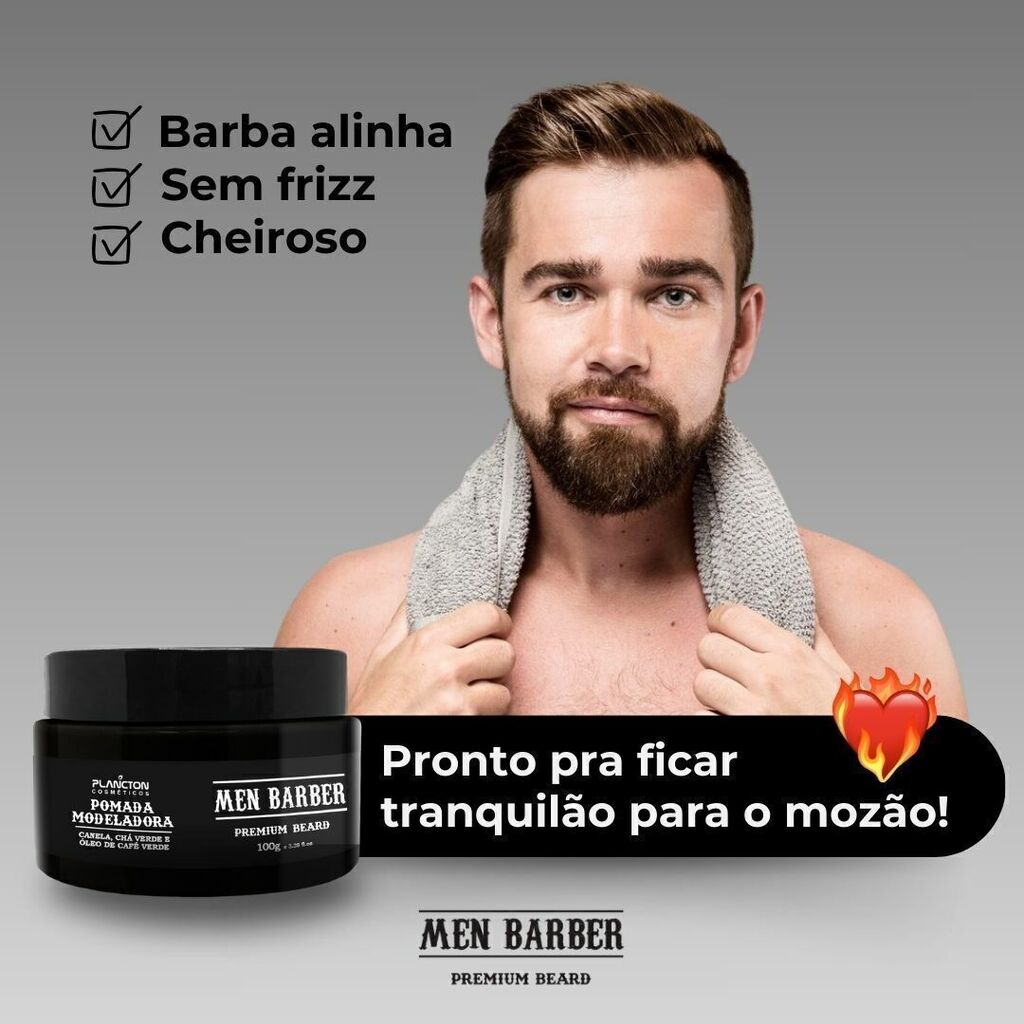 Barba alinha
Sem frizz
Cheiroso
Pronto pra ficar
tranquilão para o mozão!
PLANCTON
COSMÉTICOS
POMADA
MODELADORA
CANELA, CHÁ VERDE E
ÓLEO DE CAFÉ VERDE
MEN BARBER
PREMIUM BEARD
100g
MEN BARBER
PREMIUM BEARD